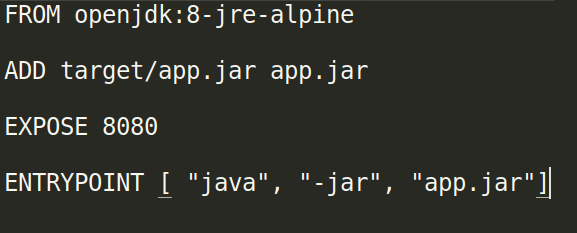 FROM openjdk:8-jre-alpine
ADD target/app.jar app.jar
EXPOSE 8080
ENTRYPOINT [ "java", "-jar", "app.jar"]